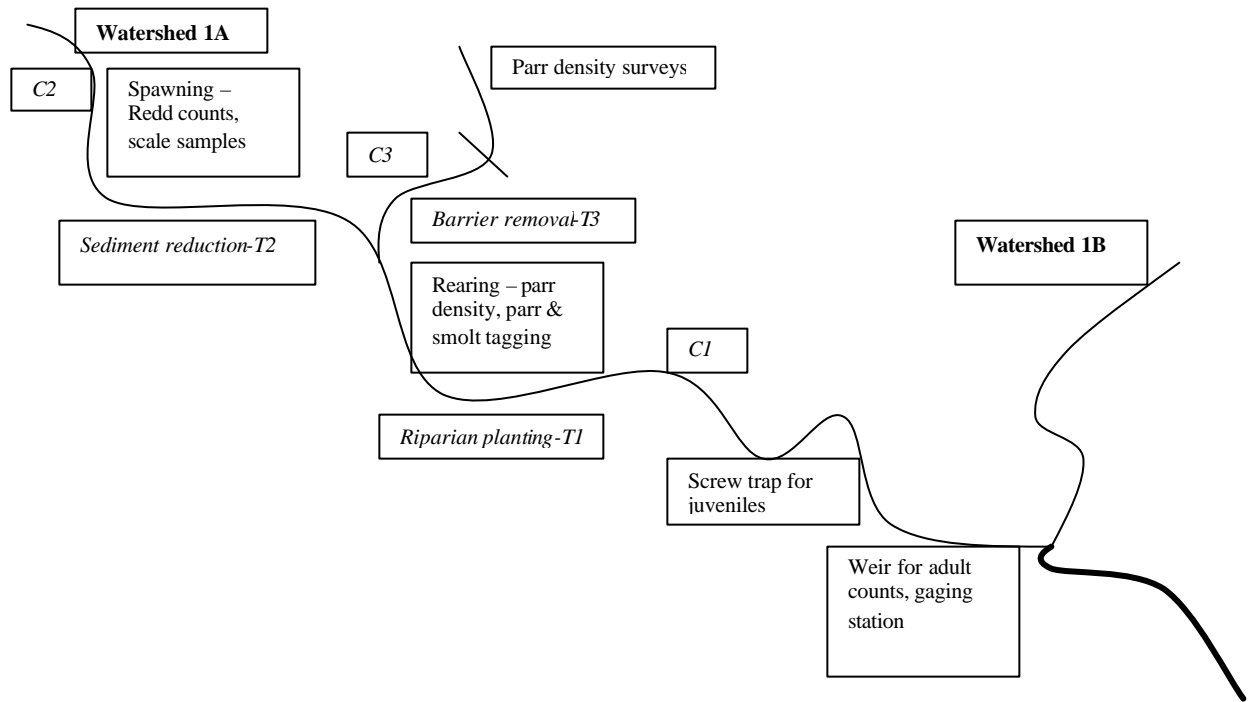 Watershed 1A
C2
Spawning –
Redd counts,
scale samples
Parr density surveys
C3
Barrier removal-T3
Sediment reduction-T2
Watershed 1B
Rearing – parr
density, parr &
smolt tagging
C1
Riparian planting-T1
Screw trap for
juveniles
Weir for adult
counts, gaging
station